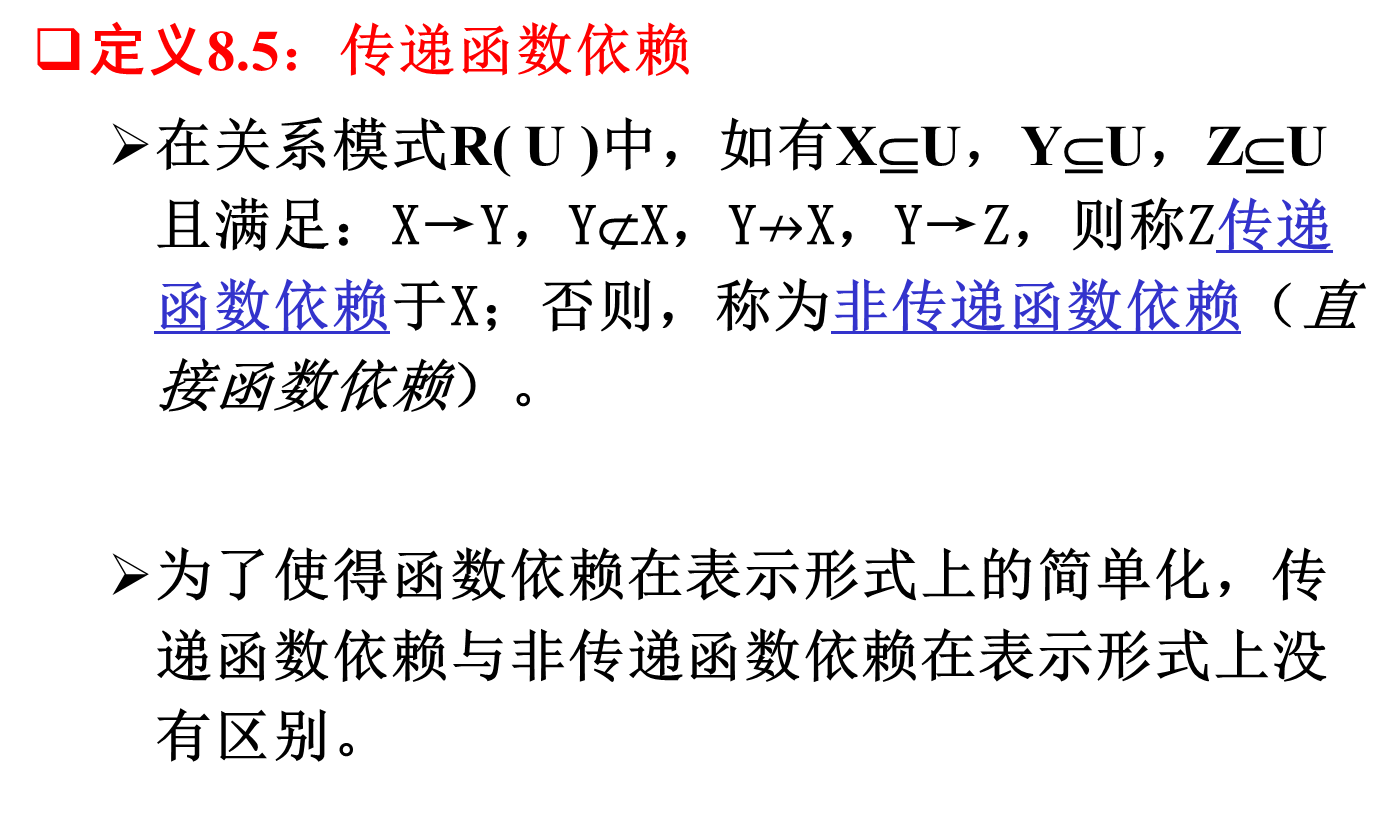 ❑定义8.5：传递函数依赖
➢在关系模式R( U )中，如有X⊆U，Y⊆U，Z⊆U
且满足：X→Y，Y⊄X，Y↛X，Y→Z，则称Z传递
函数依赖于X；否则，称为非传递函数依赖（直
接函数依赖）。
➢为了使得函数依赖在表示形式上的简单化，传
递函数依赖与非传递函数依赖在表示形式上没
有区别。